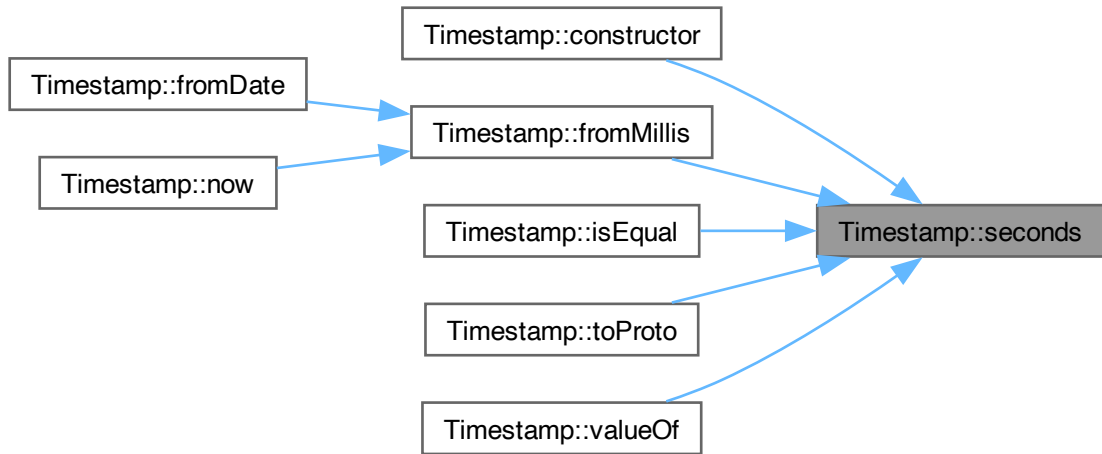 Timestamp::constructor
Timestamp::fromDate
Timestamp::fromMillis
Timestamp::now
Timestamp::isEqual
Timestamp::seconds
Timestamp::toProto
Timestamp::valueOf